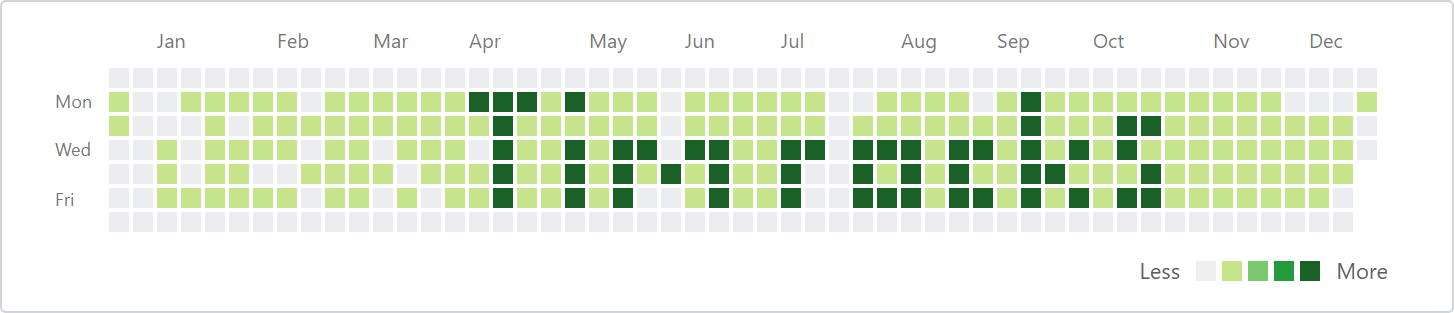 Jan Feb Mar Apr May Jun Jul Aug Sep Oct Nov Dec
Mon
Wed
Fri
Less More